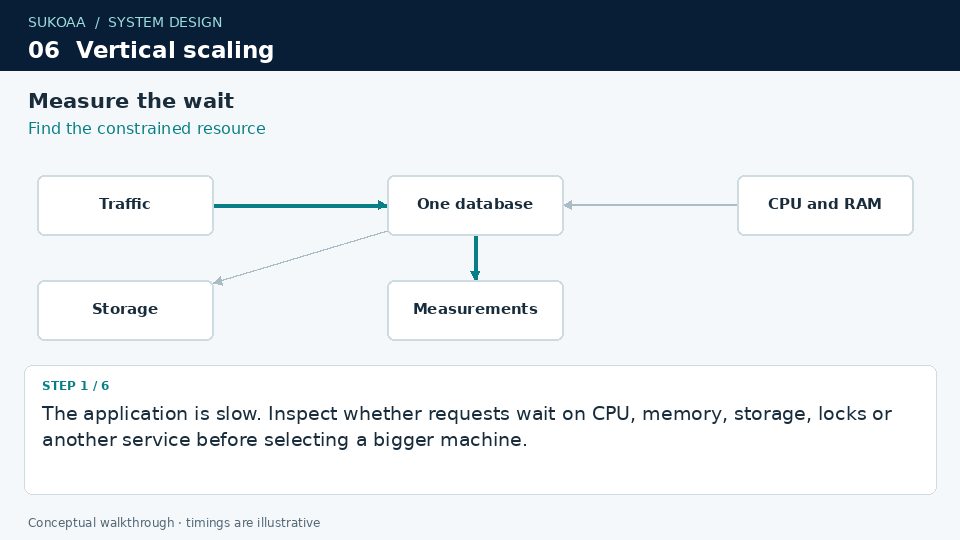 SUKOAA / SYSTEM DESIGN
06 Vertical scaling
Measure the wait
Find the constrained resource
Traffic
One database
CPU and RAM
Storage
Measurements
STEP 1 / 6
The application is slow. Inspect whether requests wait on CPU, memory, storage, locks or
another service before selecting a bigger machine.
Conceptual walkthrough · timings are illustrative